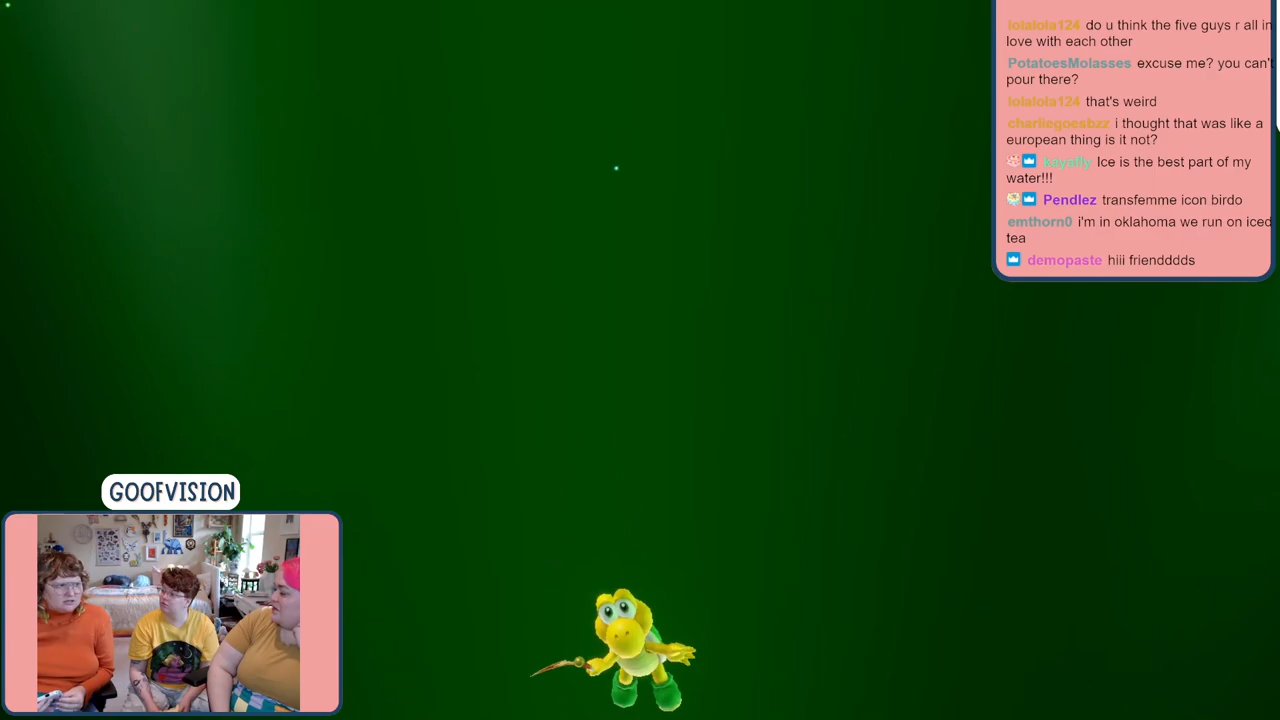 lolalola124 do u think the five guys r all in
love with each other
PotatoesMolasses excuse me? you can't
pour there?
lolalola124 that's weird
charliegoesbzz i thought that was like a
european thing is it not?
kayafly Ice is the best part of my
water!!!
Pendlez transfemme icon birdo
emthorn0 i'm in oklahoma we run on iced
tea
demopaste hiii friendddds
GOOFVISION